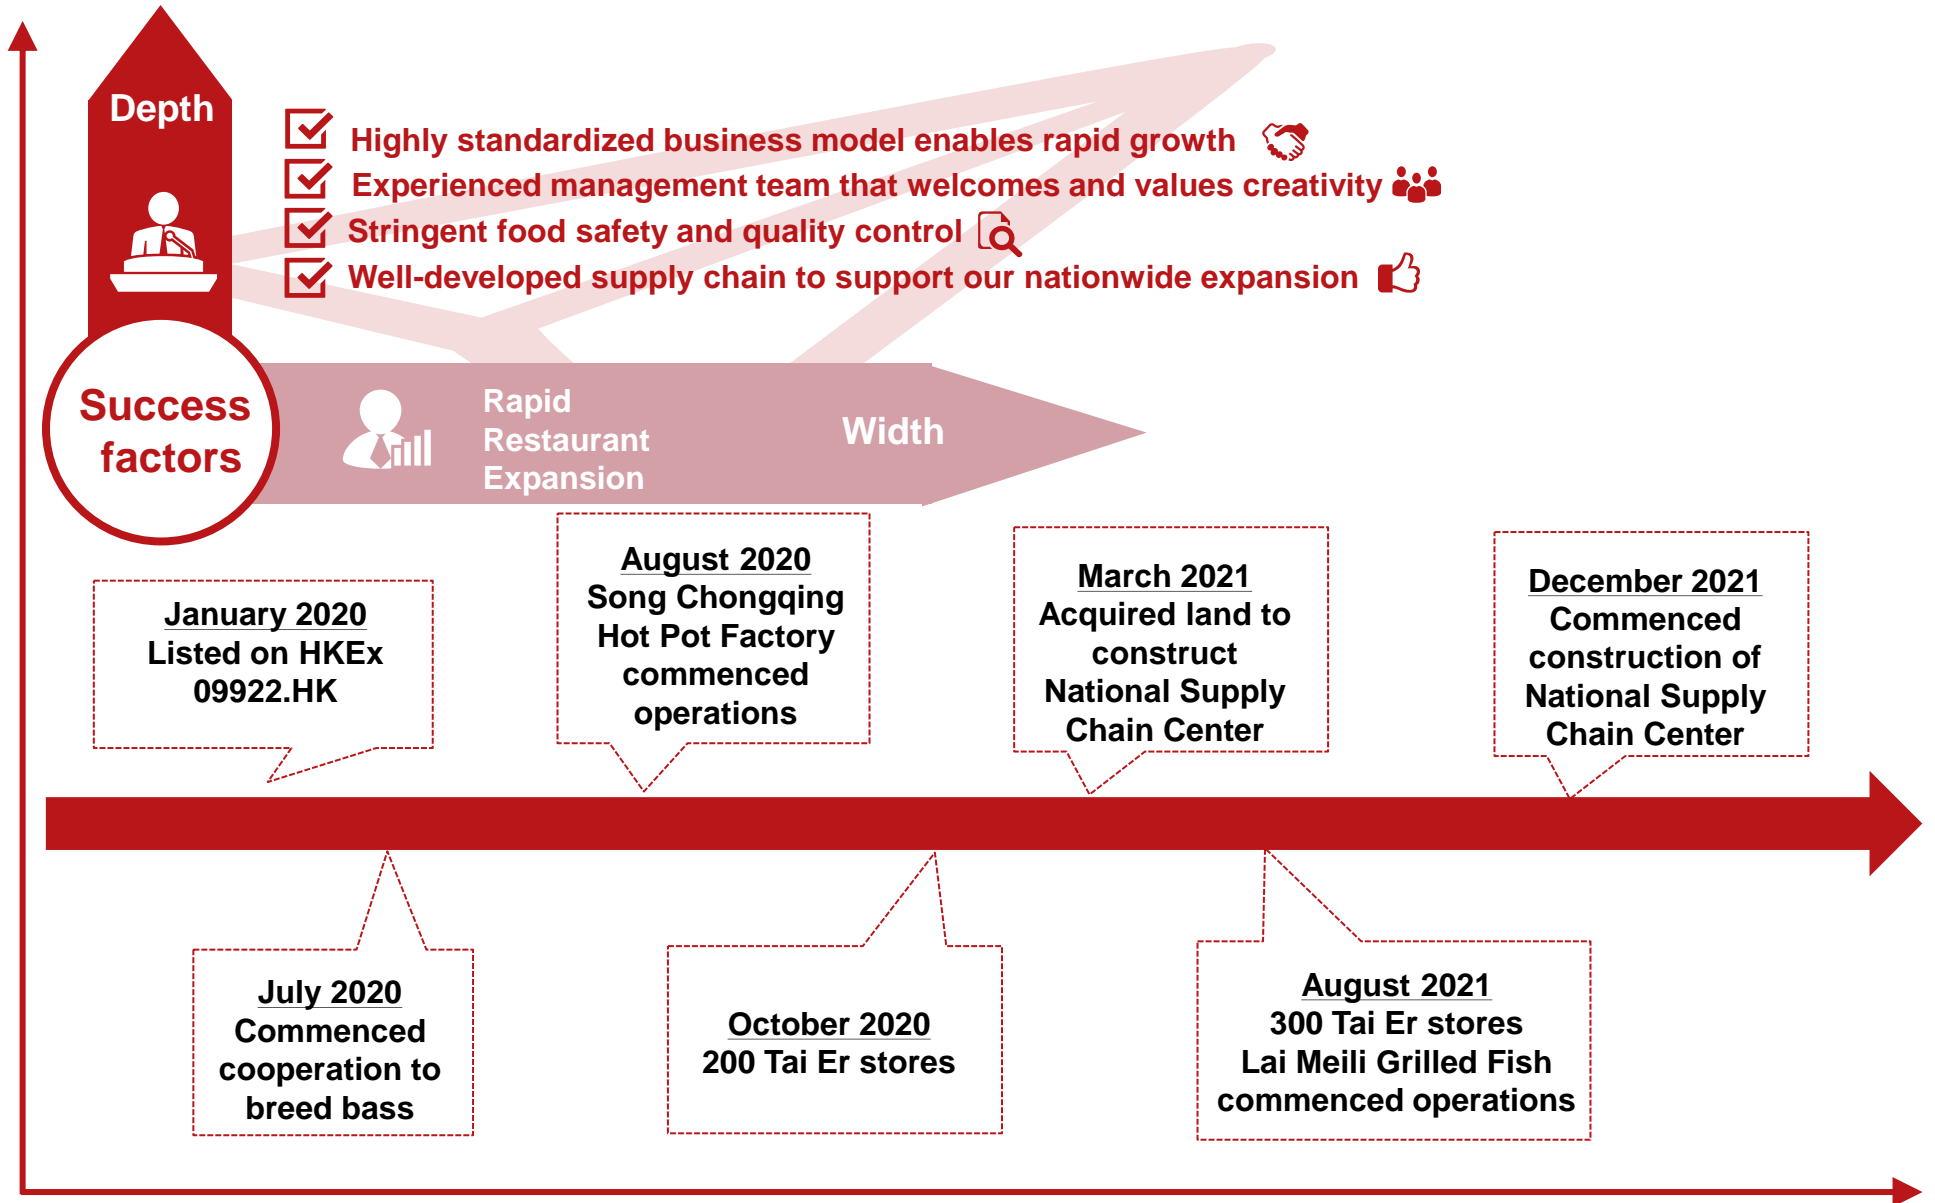 Depth
Highly standardized business model enables rapid growth
Experienced management team that welcomes and values creativity
Stringent food safety and quality control
Well-developed supply chain to support our nationwide expansion
Success
factors
Rapid
Restaurant
Expansion
Width
January 2020
Listed on HKEx
09922.HK
August 2020
Song Chongqing
Hot Pot Factory
commenced
operations
March 2021
Acquired land to
construct
National Supply
Chain Center
December 2021
Commenced
construction of
National Supply
Chain Center
July 2020
Commenced
cooperation to
breed bass
October 2020
200 Tai Er stores
August 2021
300 Tai Er stores
Lai Meili Grilled Fish
commenced operations